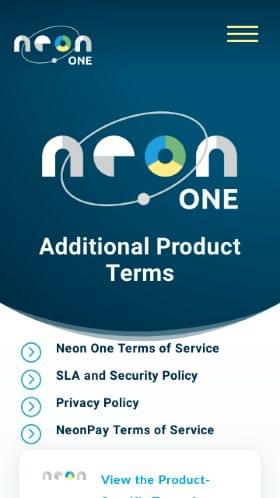 neon
ONE
neon
ONE
Additional Product
Terms
Neon One Terms of Service
SLA and Security Policy
Privacy Policy
NeonPay Terms of Service
neon
View the Product-